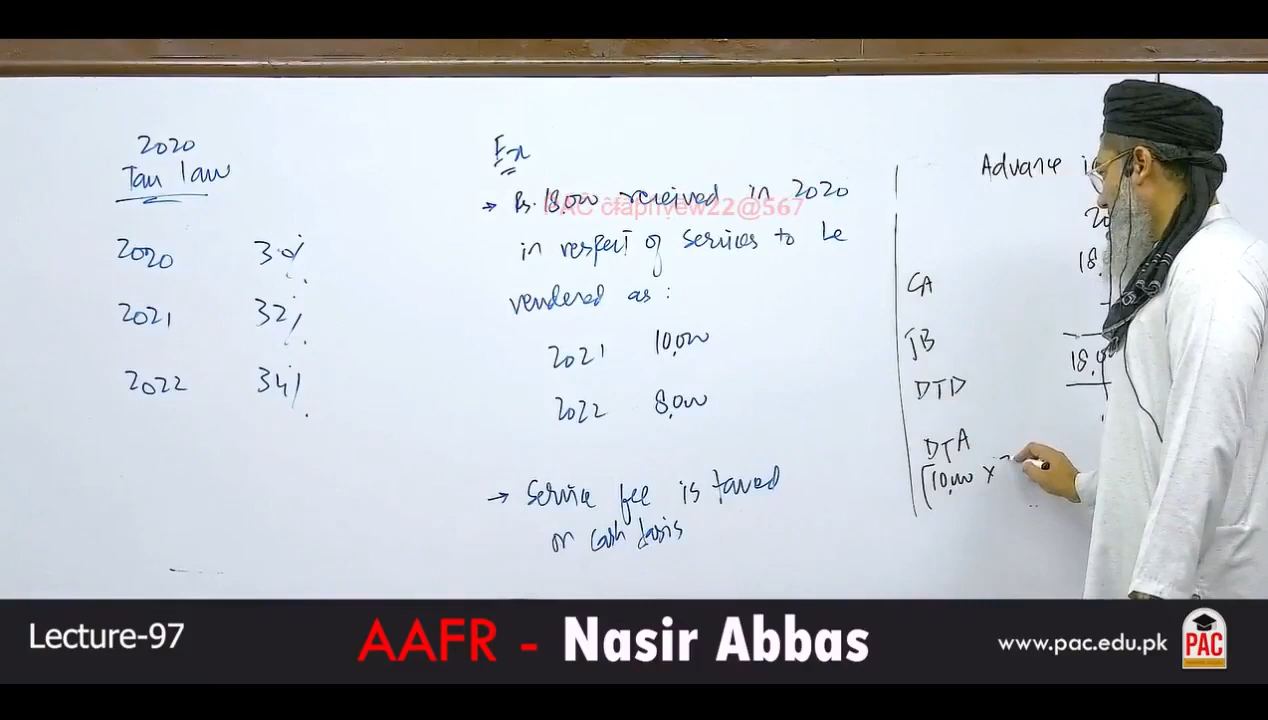 2020
Tax law
2020 30%
2021 32%
2022 34%
Ex
→ Rs. 18,000 received in 2020
PAC cfapnyew22@567
in respect of services to be
rendered as :
2021 10,000
2022 8,000
→ Service fee is taxed
on cash basis
Advance
CA 18,
TB
DTD 18,
DTA
[10,000 ×
Lecture-97
AAFR - Nasir Abbas
www.pac.edu.pk
PAC